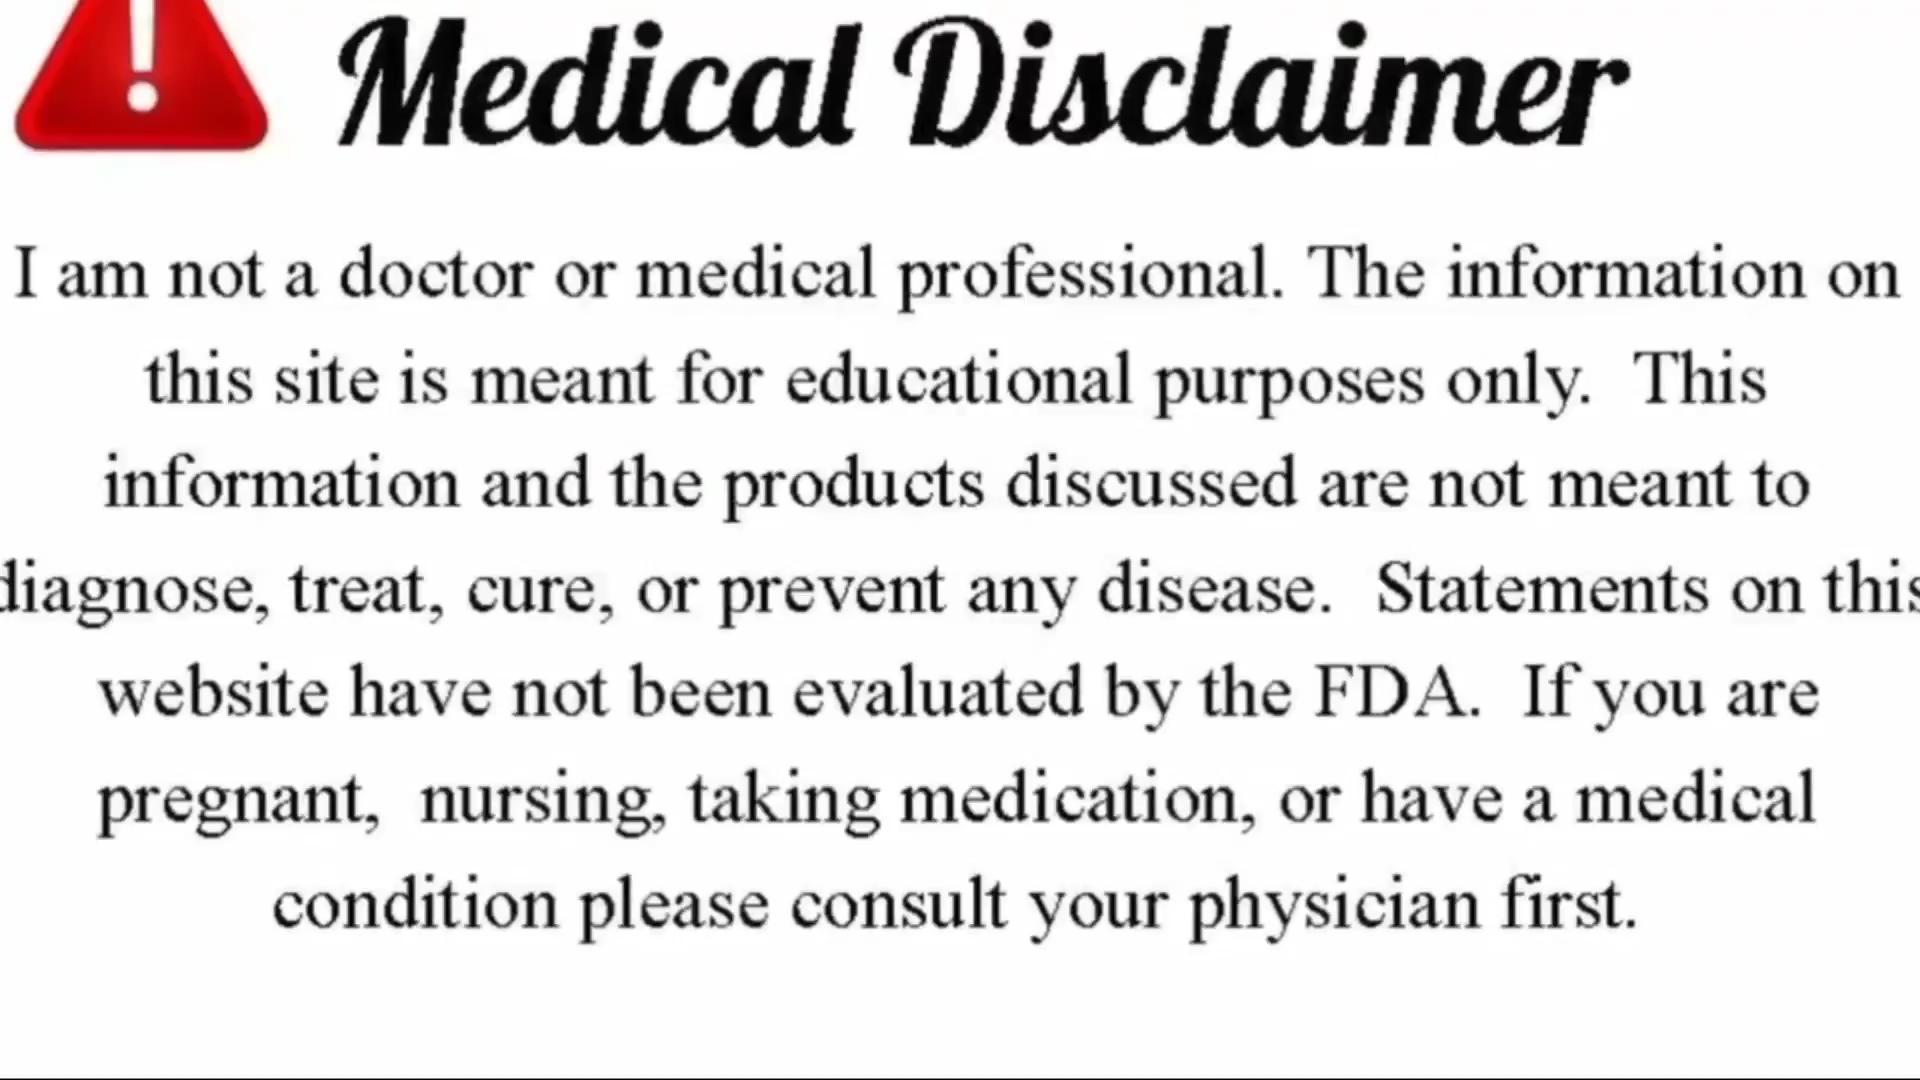 Medical Disclaimer
I am not a doctor or medical professional. The information on
this site is meant for educational purposes only. This
information and the products discussed are not meant to
diagnose, treat, cure, or prevent any disease. Statements on this
website have not been evaluated by the FDA. If you are
pregnant, nursing, taking medication, or have a medical
condition please consult your physician first.